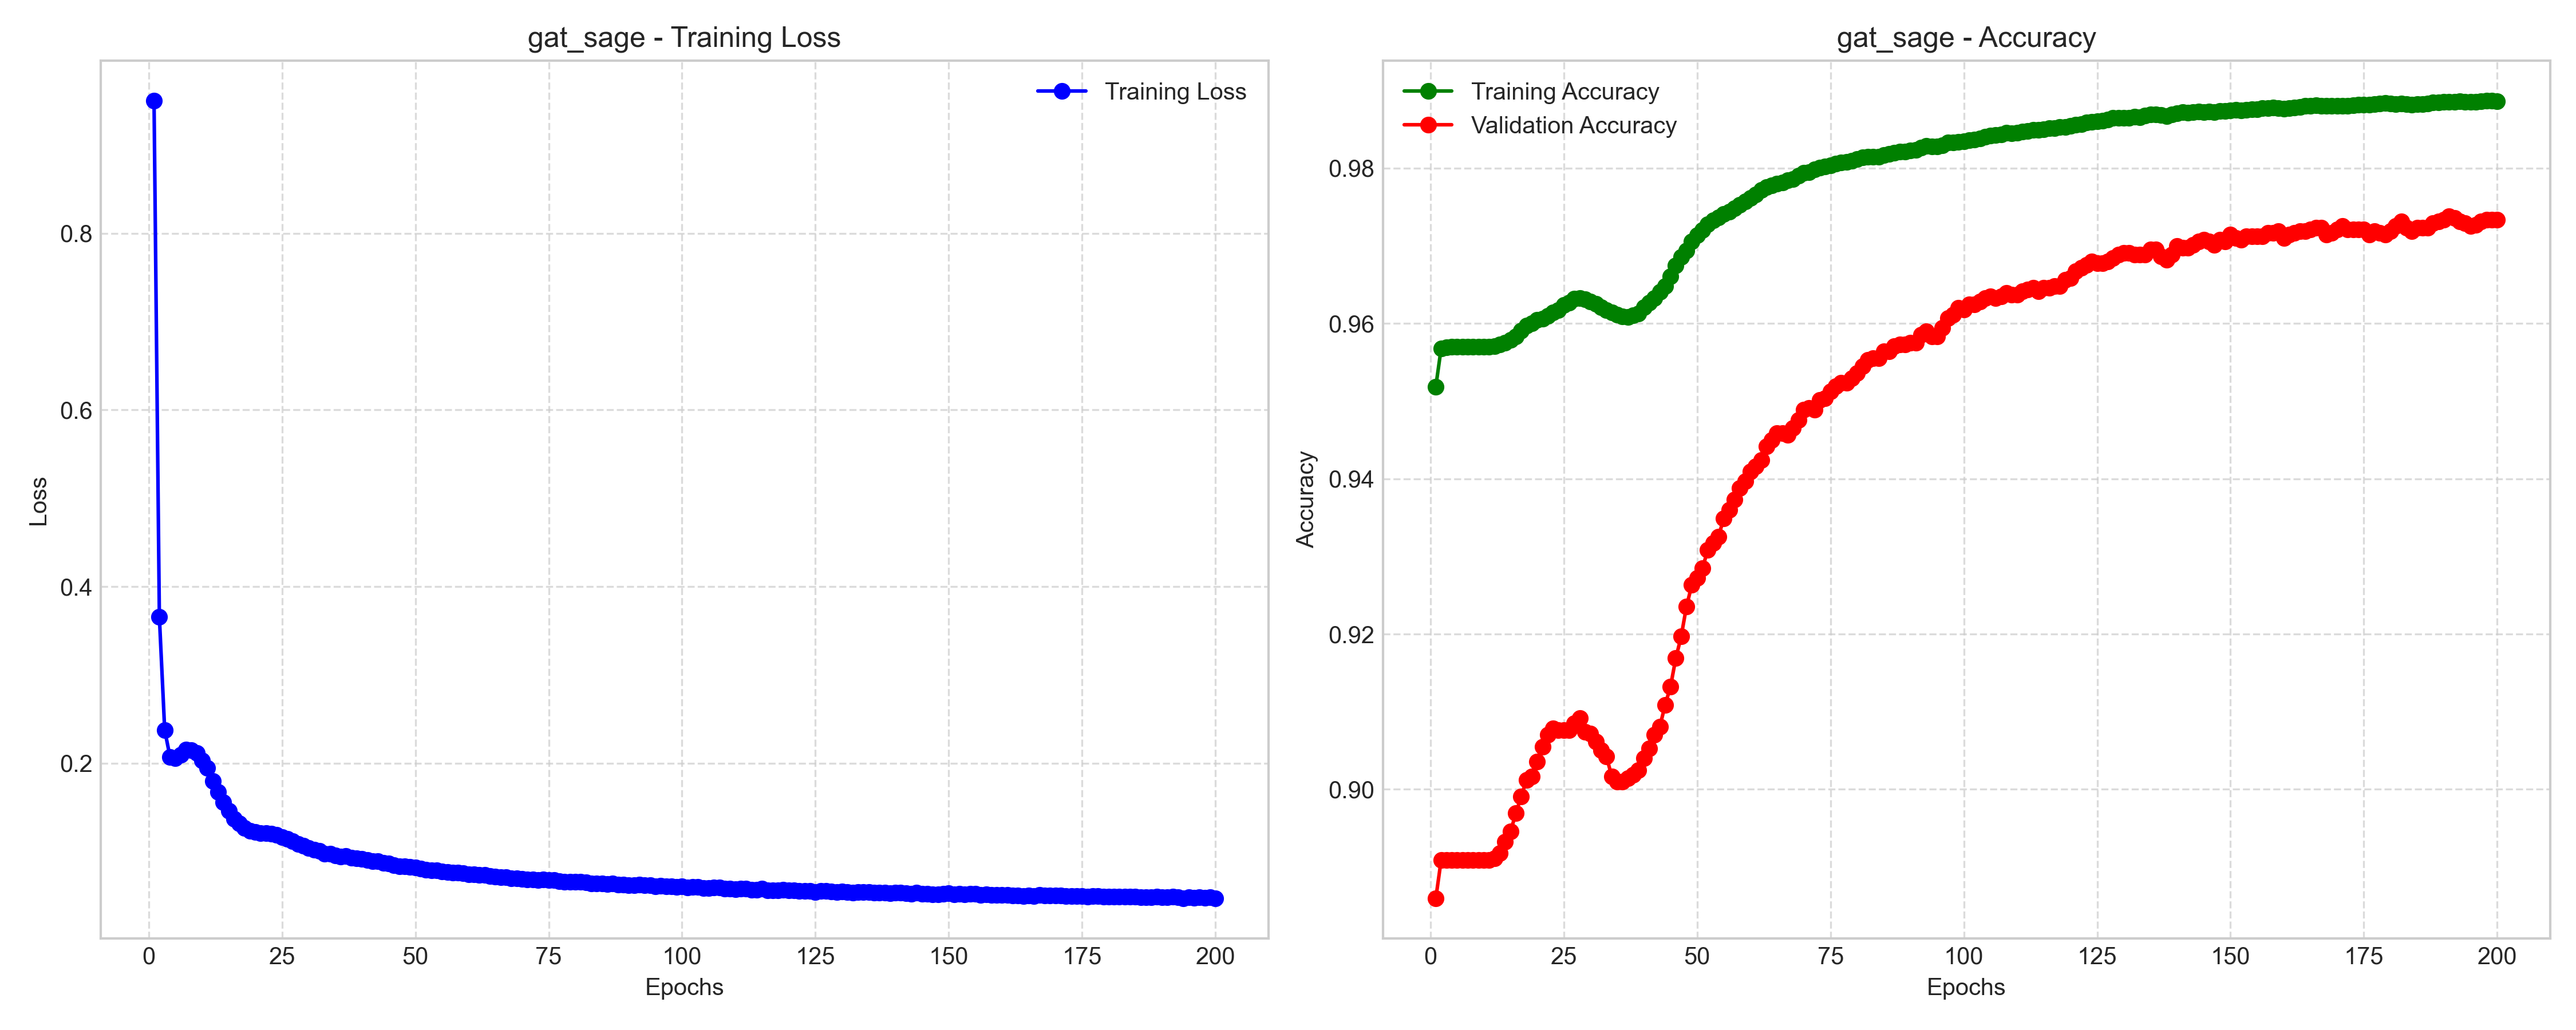 gat_sage - Training Loss
Training Loss
0.8
0.6
0.4
0.2
Loss
0 25 50 75 100 125 150 175 200
Epochs
gat_sage - Accuracy
Training Accuracy
Validation Accuracy
0.98
0.96
0.94
0.92
0.90
Accuracy
0 25 50 75 100 125 150 175 200
Epochs